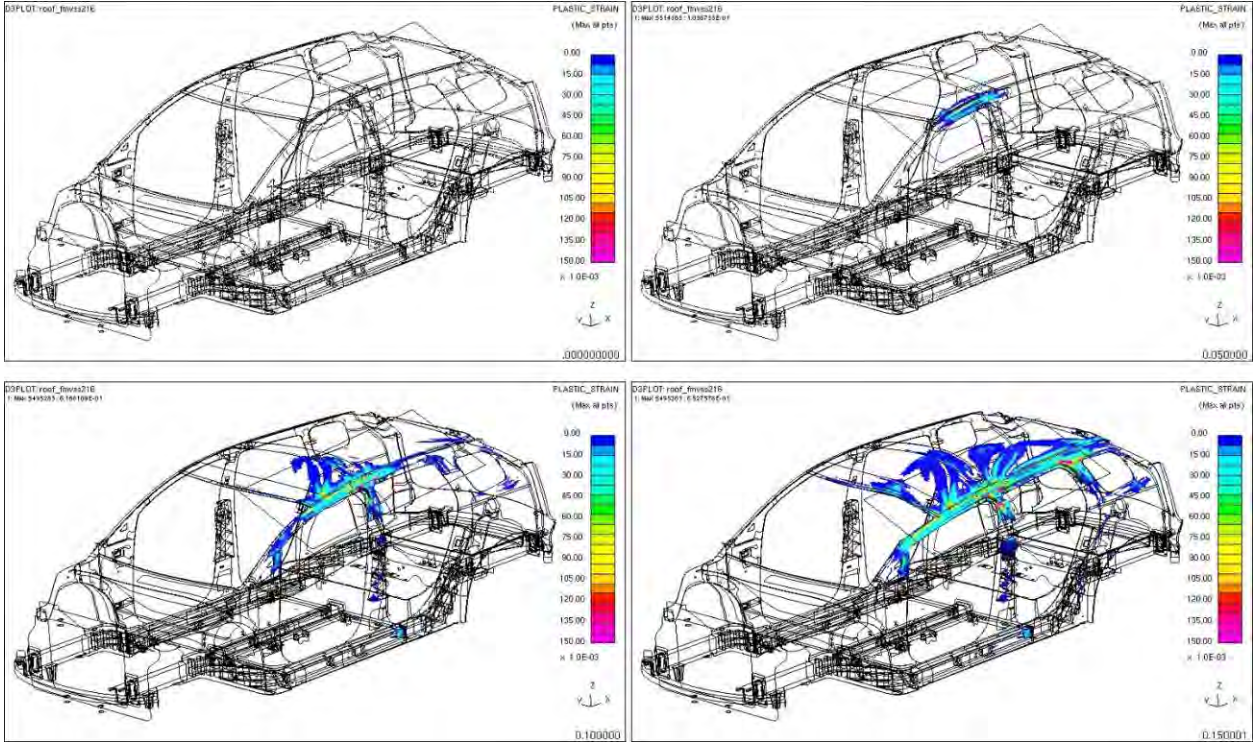 D3PLOT: roof_fmvss216
PLASTIC_STRAIN
(Max all pts)
0.00
15.00
30.00
45.00
60.00
75.00
90.00
105.00
120.00
135.00
150.00
x 1.0E-03
Z
Y X
.000000000
D3PLOT: roof_fmvss216
PLASTIC_STRAIN
(Max all pts)
0.00
15.00
30.00
45.00
60.00
75.00
90.00
105.00
120.00
135.00
150.00
x 1.0E-03
Z
Y X
0.050000
D3PLOT: roof_fmvss216
PLASTIC_STRAIN
(Max all pts)
0.00
15.00
30.00
45.00
60.00
75.00
90.00
105.00
120.00
135.00
150.00
x 1.0E-03
Z
Y X
0.100000
D3PLOT: roof_fmvss216
PLASTIC_STRAIN
(Max all pts)
0.00
15.00
30.00
45.00
60.00
75.00
90.00
105.00
120.00
135.00
150.00
x 1.0E-03
Z
Y X
0.150001